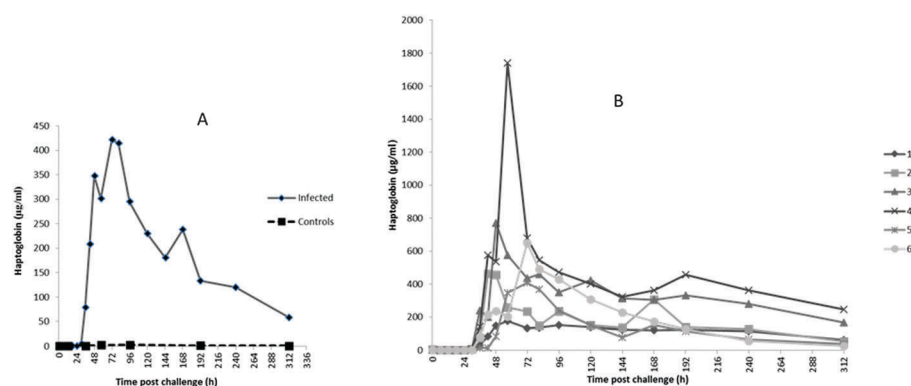 A
450
400
350
300
250
200
150
100
50
0
Haptoglobin (µg/ml)
0 24 48 72 96 120 144 168 192 216 240 264 288 312 336
Time post challenge (h)
Infected
Controls
B
2000
1800
1600
1400
1200
1000
800
600
400
200
0
Haptoglobin (µg/ml)
0 24 48 72 96 120 144 168 192 216 240 264 288 312
Time post challenge (h)
1
2
3
4
5
6